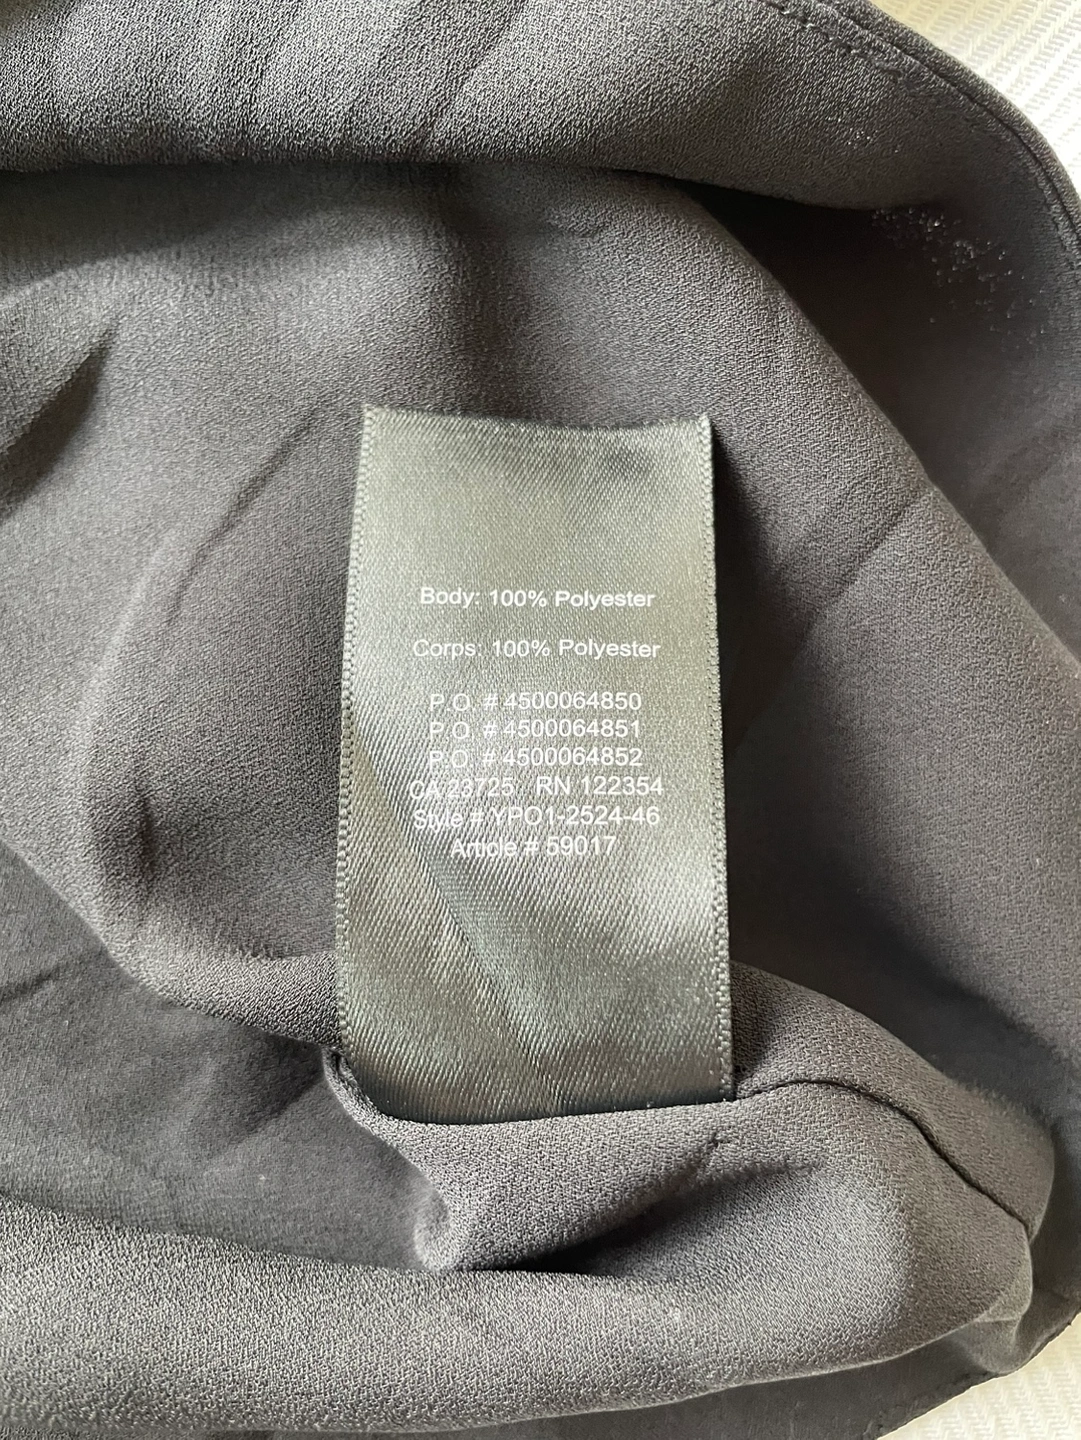 Body: 100% Polyester
Corps: 100% Polyester
P.O. # 4500064850
P.O. # 4500064851
P.O. # 4500064852
CA 23725 RN 122354
Style # YPO1-2524-46
Article # 59017